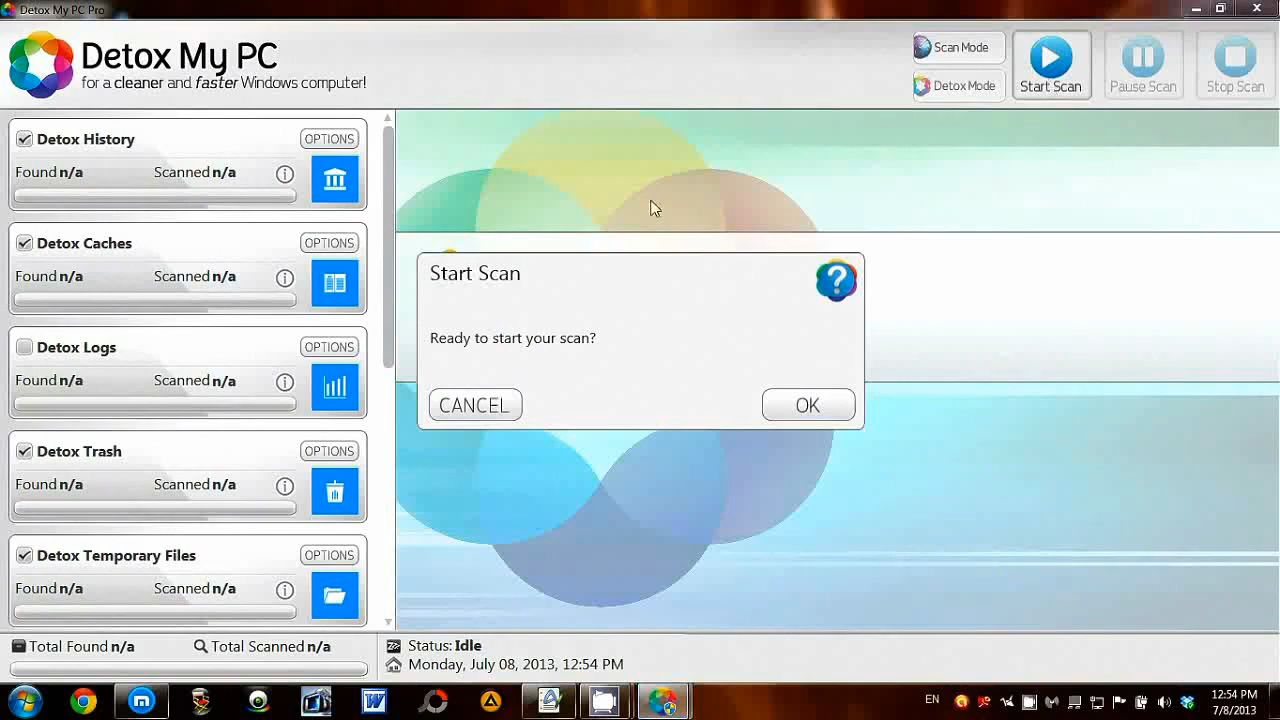 Detox My PC Pro
Detox My PC
for a cleaner and faster Windows computer!
Scan Mode
Detox Mode
Start Scan
Pause Scan
Stop Scan
Detox History
OPTIONS
Found n/a
Scanned n/a
Detox Caches
OPTIONS
Found n/a
Scanned n/a
Detox Logs
OPTIONS
Found n/a
Scanned n/a
Detox Trash
OPTIONS
Found n/a
Scanned n/a
Detox Temporary Files
OPTIONS
Found n/a
Scanned n/a
Start Scan
?
Ready to start your scan?
CANCEL
OK
Total Found n/a
Total Scanned n/a
Status: Idle
Monday, July 08, 2013, 12:54 PM
EN
12:54 PM
7/8/2013